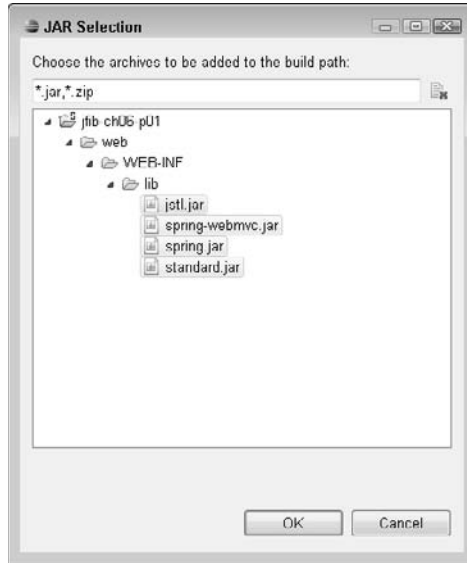 JAR Selection
Choose the archives to be added to the build path:
*.jar,*.zip
jfib-ch06-p01
web
WEB-INF
lib
jstl.jar
spring-webmvc.jar
spring.jar
standard.jar
OK
Cancel